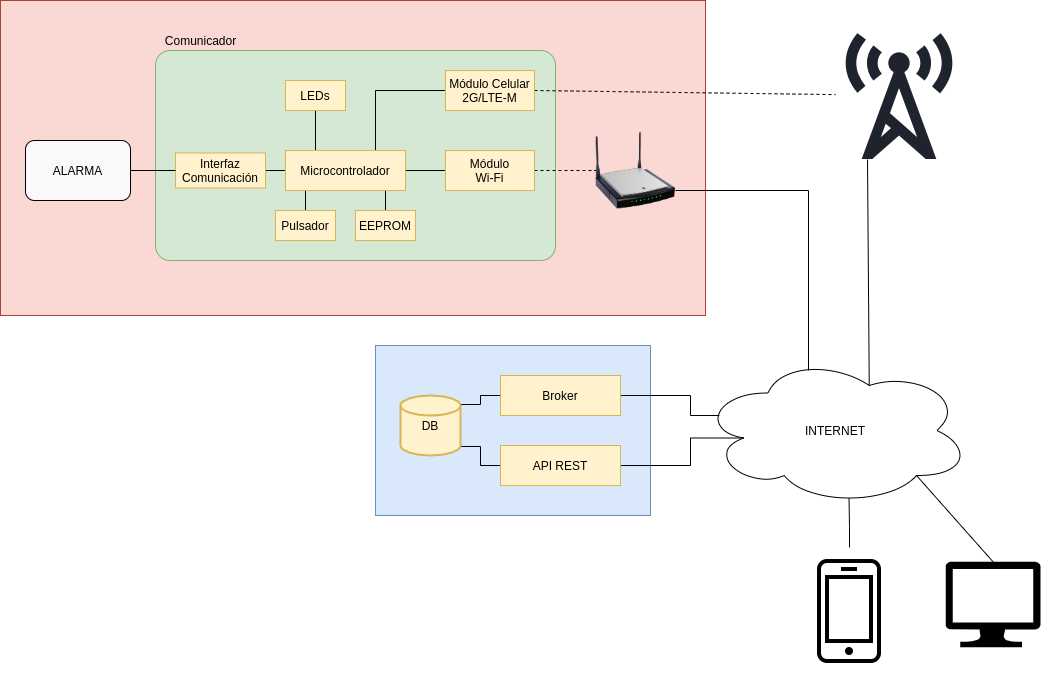 Comunicador
Módulo Celular
2G/LTE-M
LEDs
ALARMA
Interfaz
Comunicación
Microcontrolador
Módulo
Wi-Fi
Pulsador
EEPROM
Broker
DB
API REST
INTERNET